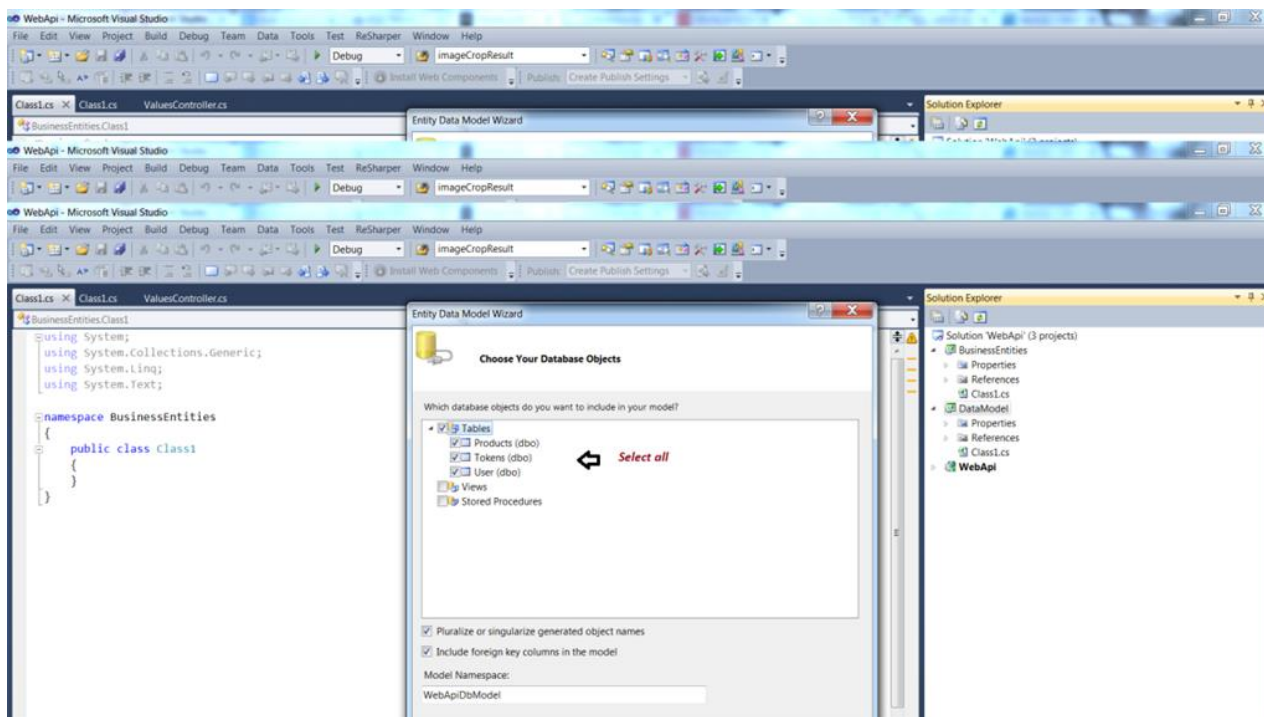 WebApi - Microsoft Visual Studio
File Edit View Project Build Debug Team Data Tools Test ReSharper Window Help
Debug imageCropResult
Install Web Components Publish: Create Publish Settings
Class1.cs Class1.cs ValuesController.cs
Solution Explorer
BusinessEntities.Class1
Entity Data Model Wizard
WebApi - Microsoft Visual Studio
File Edit View Project Build Debug Team Data Tools Test ReSharper Window Help
Debug imageCropResult
WebApi - Microsoft Visual Studio
File Edit View Project Build Debug Team Data Tools Test ReSharper Window Help
Debug imageCropResult
Install Web Components Publish: Create Publish Settings
Class1.cs Class1.cs ValuesController.cs
BusinessEntities.Class1
using System;
using System.Collections.Generic;
using System.Linq;
using System.Text;
namespace BusinessEntities
{
public class Class1
{
}
}
Entity Data Model Wizard
Choose Your Database Objects
Which database objects do you want to include in your model?
Tables
Products (dbo)
Tokens (dbo)
User (dbo)
Views
Stored Procedures
Select all
Pluralize or singularize generated object names
Include foreign key columns in the model
Model Namespace:
WebApiDbModel
Solution Explorer
Solution 'WebApi' (3 projects)
BusinessEntities
Properties
References
Class1.cs
DataModel
Properties
References
Class1.cs
WebApi